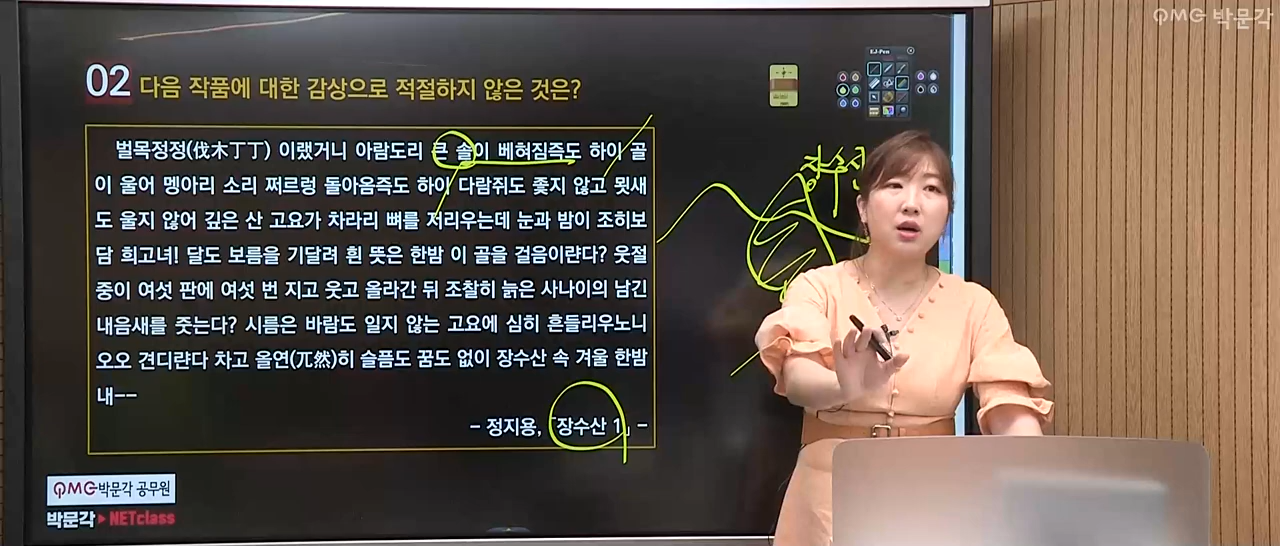 QMG 박문각
02 다음 작품에 대한 감상으로 적절하지 않은 것은?
EJ-Pen
벌목정정(伐木丁丁) 이랬거니 아람도리 큰 솔이 베혀짐즉도 하이 골
이 울어 멩아리 소리 쩌르렁 돌아옴즉도 하이 다람쥐도 좇지 않고 묏새
도 울지 않어 깊은 산 고요가 차라리 뼈를 저리우는데 눈과 밤이 조히보
담 희고녀! 달도 보름을 기달려 흰 뜻은 한밤 이 골을 걸음이랸다? 웃절
중이 여섯 판에 여섯 번 지고 웃고 올라간 뒤 조찰히 늙은 사나이의 남긴
내음새를 줏는다? 시름은 바람도 일지 않는 고요에 심히 흔들리우노니
오오 견디랸다 차고 올연(兀然)히 슬픔도 꿈도 없이 장수산 속 겨울 한밤
내――
- 정지용, 「장수산 1」 -
장수산
QMG 박문각 공무원
박문각 ▶ NETclass